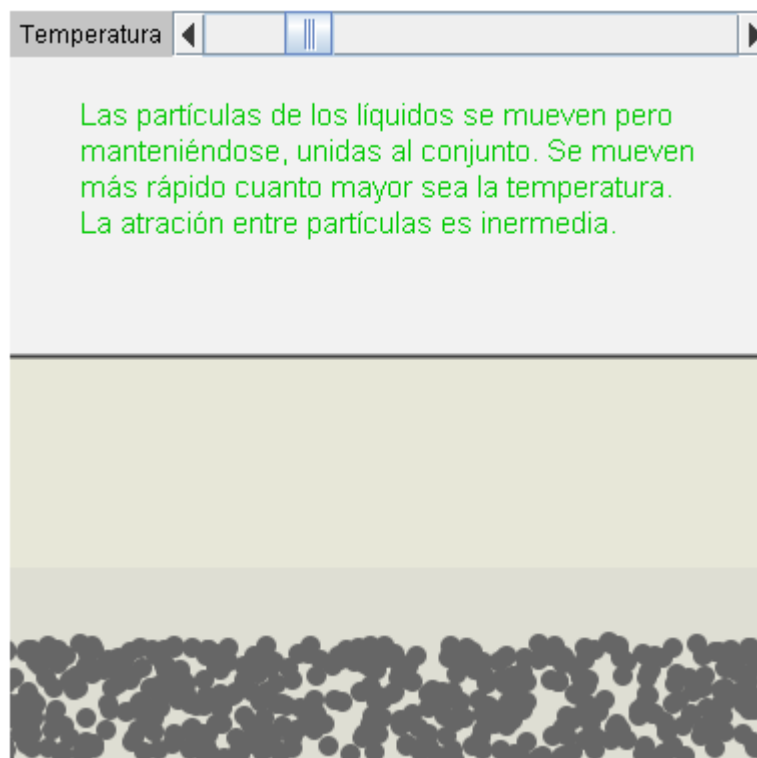 Temperatura
Las partículas de los líquidos se mueven pero
manteniéndose, unidas al conjunto. Se mueven
más rápido cuanto mayor sea la temperatura.
La atración entre partículas es inermedia.